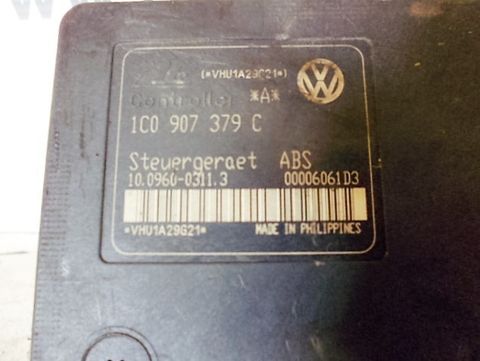 (*VHU1A29G21*)
Controller *A*
1C0 907 379 C
Steuergeraet ABS
10.0960-0311.3 00006061D3
*VHU1A29G21*
MADE IN PHILIPPINES